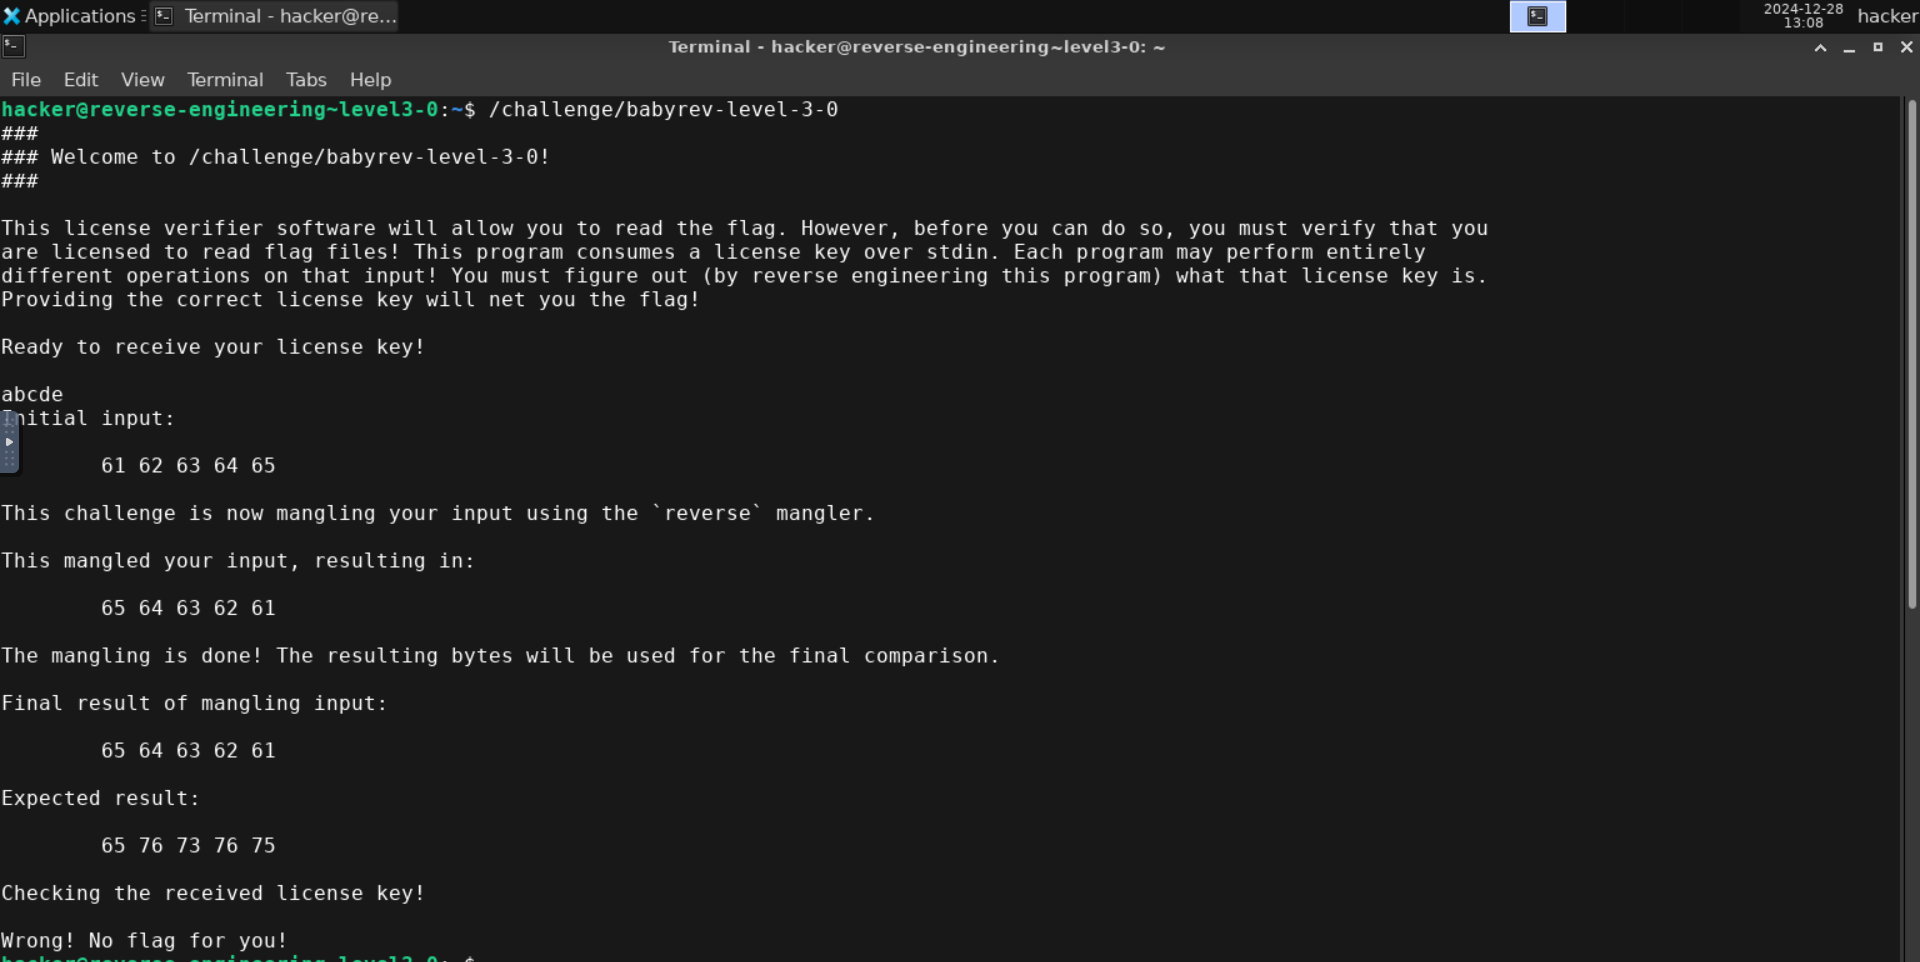 Applications Terminal - hacker@re... 2024-12-28
13:08 hacker
Terminal - hacker@reverse-engineering~level3-0: ~
File Edit View Terminal Tabs Help
hacker@reverse-engineering~level3-0:~$ /challenge/babyrev-level-3-0
###
### Welcome to /challenge/babyrev-level-3-0!
###
This license verifier software will allow you to read the flag. However, before you can do so, you must verify that you
are licensed to read flag files! This program consumes a license key over stdin. Each program may perform entirely
different operations on that input! You must figure out (by reverse engineering this program) what that license key is.
Providing the correct license key will net you the flag!
Ready to receive your license key!
abcde
Initial input:
61 62 63 64 65
This challenge is now mangling your input using the `reverse` mangler.
This mangled your input, resulting in:
65 64 63 62 61
The mangling is done! The resulting bytes will be used for the final comparison.
Final result of mangling input:
65 64 63 62 61
Expected result:
65 76 73 76 75
Checking the received license key!
Wrong! No flag for you!